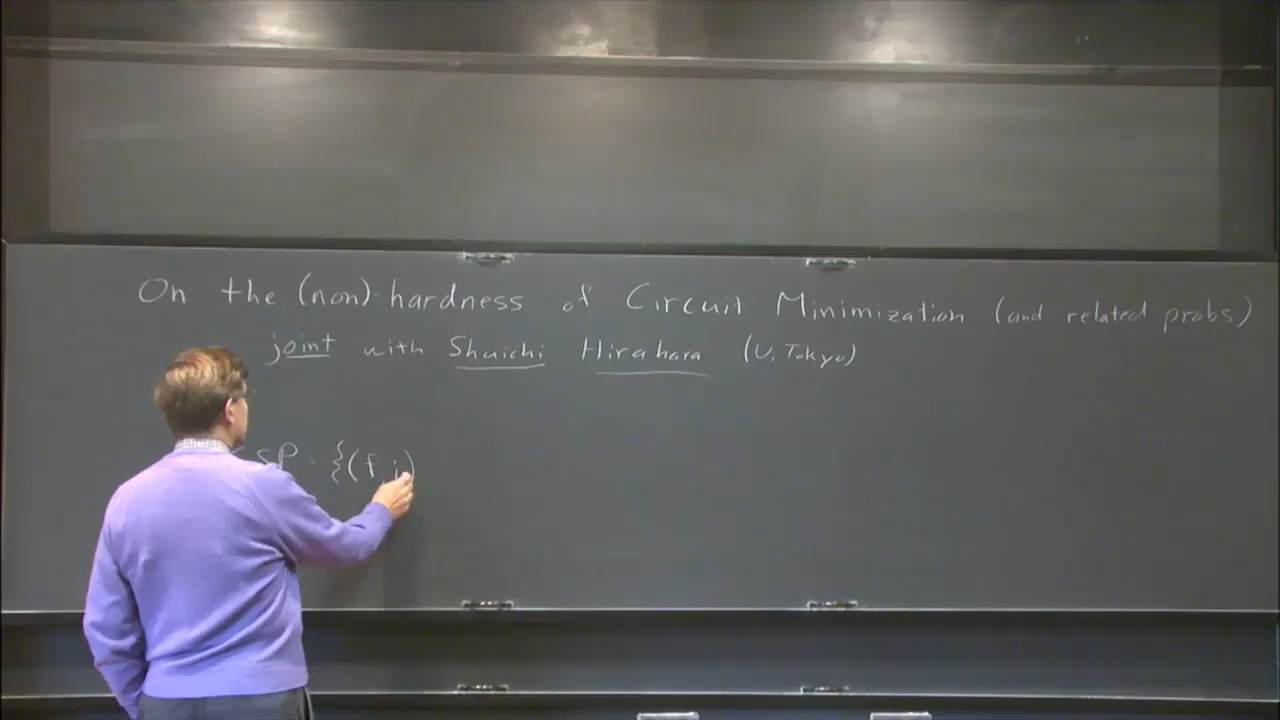 On the (non)-hardness of Circuit Minimization (and related probs)
joint with Shuichi Hirahara (U. Tokyo)
SP = {(f, i)